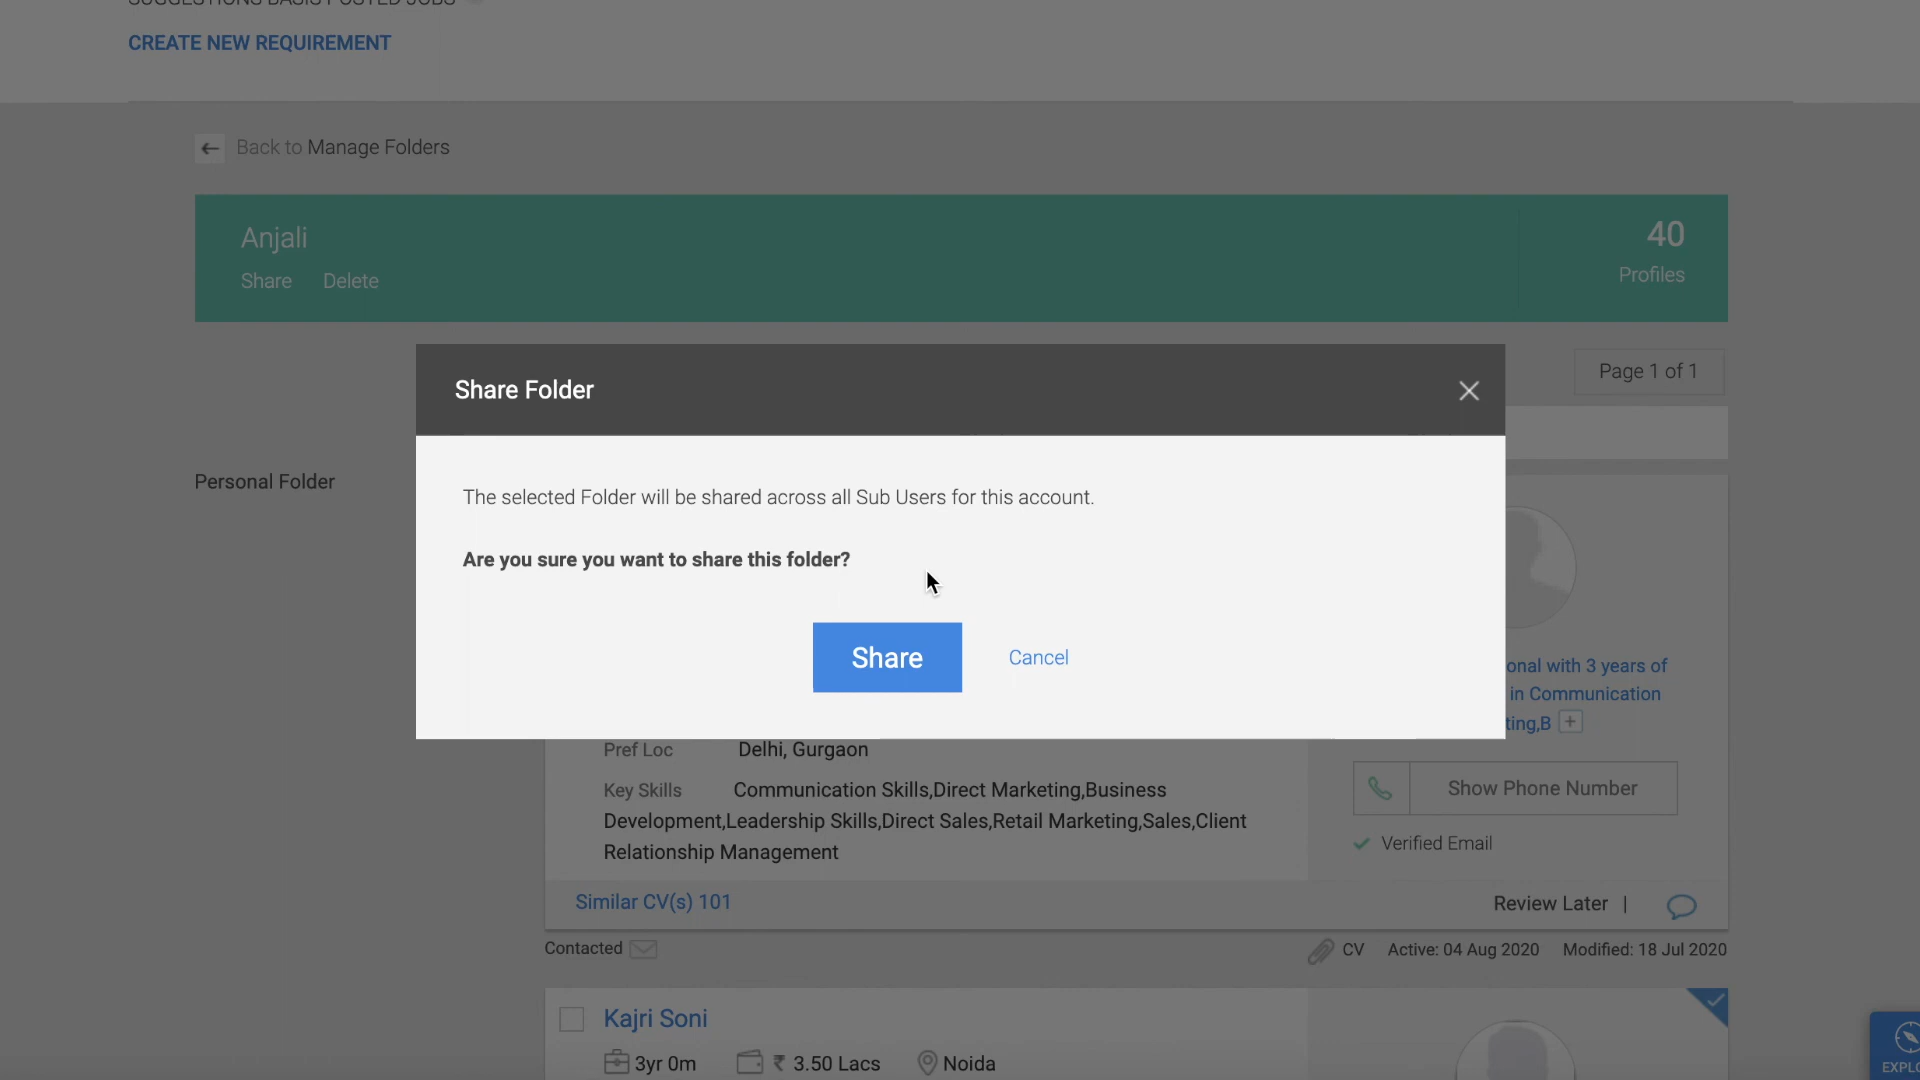 CREATE NEW REQUIREMENT
Back to Manage Folders
Anjali
40
Share Delete
Profiles
Page 1 of 1
Share Folder
Personal Folder
The selected Folder will be shared across all Sub Users for this account.
Are you sure you want to share this folder?
Share Cancel
with 3 years of
in Communication
Pref Loc Delhi, Gurgaon
Key Skills Communication Skills,Direct Marketing,Business
Development,Leadership Skills,Direct Sales,Retail Marketing,Sales,Client
Relationship Management
Show Phone Number
Verified Email
Similar CV(s) 101
Review Later |
Contacted
CV Active: 04 Aug 2020 Modified: 18 Jul 2020
Kajri Soni
3yr 0m ₹ 3.50 Lacs Noida